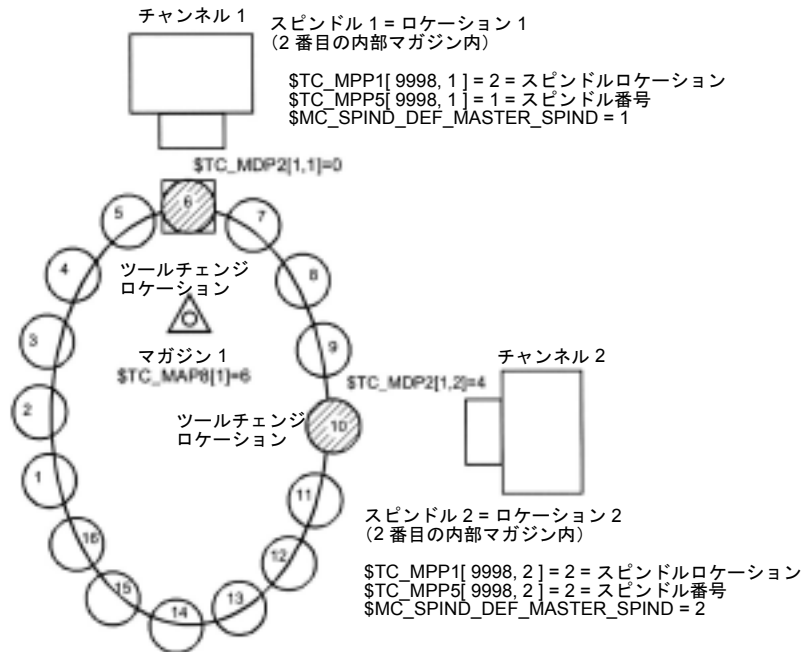 チャンネル 1
スピンドル 1 = ロケーション 1
（2 番目の内部マガジン内）
$TC_MPP1[ 9998, 1 ] = 2 = スピンドルロケーション
$TC_MPP5[ 9998, 1 ] = 1 = スピンドル番号
$MC_SPIND_DEF_MASTER_SPIND = 1
$TC_MDP2[1,1]=0
6
5
7
4
8
ツールチェンジ
ロケーション
3
9
マガジン 1
$TC_MAP8[1]=6
チャンネル 2
$TC_MDP2[1,2]=4
2
ツールチェンジ
ロケーション
10
1
11
スピンドル 2 = ロケーション 2
（2 番目の内部マガジン内）
16
12
$TC_MPP1[ 9998, 2 ] = 2 = スピンドルロケーション
$TC_MPP5[ 9998, 2 ] = 2 = スピンドル番号
$MC_SPIND_DEF_MASTER_SPIND = 2
15
13
14